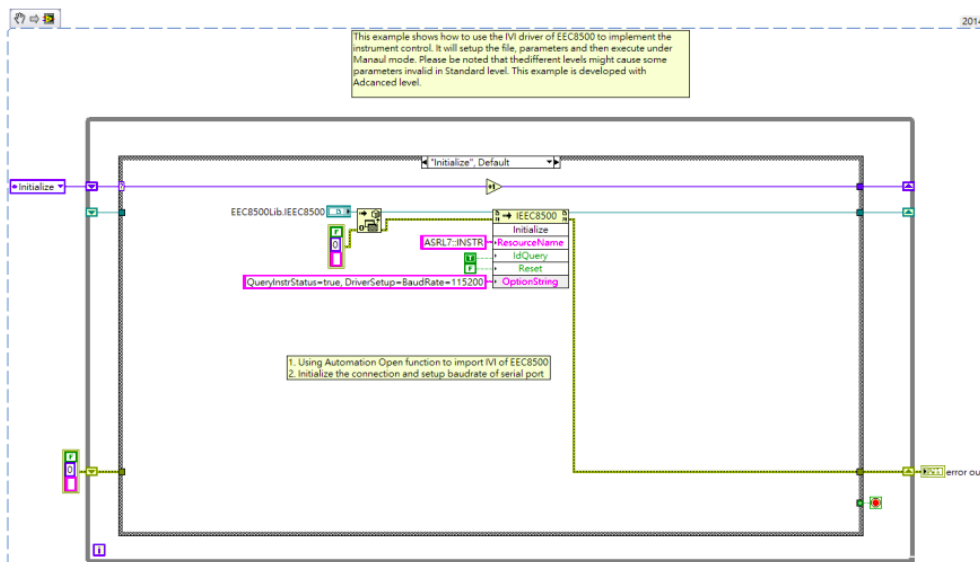 2014
This example shows how to use the IVI driver of EEC8500 to implement the
instrument control. It will setup the file, parameters and then execute under
Manaul mode. Please be noted that thedifferent levels might cause some
parameters invalid in Standard level. This example is developed with
Adcanced level.
"Initialize", Default
Initialize
+1
EEC8500Lib.IEEC8500
IEEC8500
F
Initialize
0
ASRL7::INSTR
ResourceName
T
IdQuery
F
Reset
QueryInstrStatus=true, DriverSetup=BaudRate=115200
OptionString
1. Using Automation Open function to import IVI of EEC8500
2. Initialize the connection and setup baudrate of serial port
F
0
error ou
i